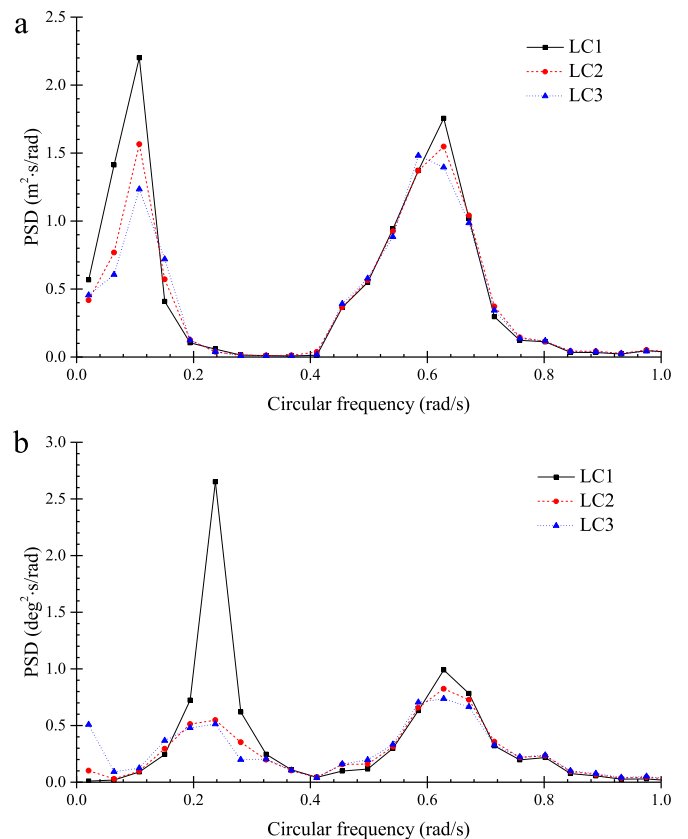 a
2.5
2.0
1.5
1.0
0.5
0.0
PSD (m²·s/rad)
LC1
LC2
LC3
0.0 0.2 0.4 0.6 0.8 1.0
Circular frequency (rad/s)
b
3.0
2.5
2.0
1.5
1.0
0.5
0.0
PSD (deg²·s/rad)
LC1
LC2
LC3
0.0 0.2 0.4 0.6 0.8 1.0
Circular frequency (rad/s)